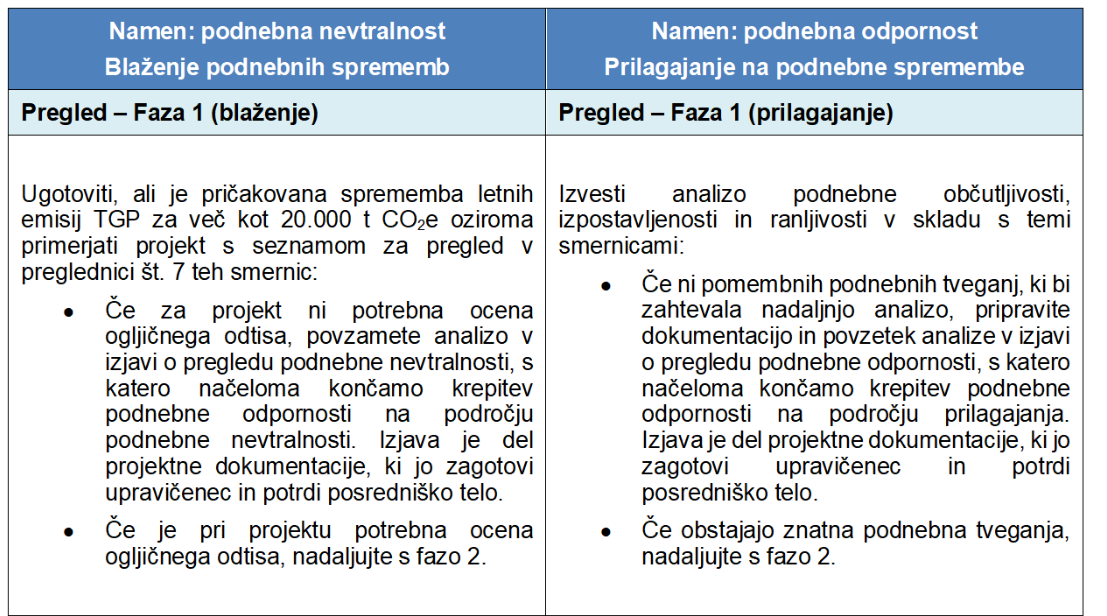 Namen: podnebna nevtralnost
Blaženje podnebnih sprememb
Namen: podnebna odpornost
Prilagajanje na podnebne spremembe
Pregled – Faza 1 (blaženje)
Pregled – Faza 1 (prilagajanje)
Ugotoviti, ali je pričakovana sprememba letnih
emisij TGP za več kot 20.000 t CO₂e oziroma
primerjati projekt s seznamom za pregled v
preglednici št. 7 teh smernic:
• Če za projekt ni potrebna ocena
ogljičnega odtisa, povzamete analizo v
izjavi o pregledu podnebne nevtralnosti, s
katero načeloma končamo krepitev
podnebne odpornosti na področju
podnebne nevtralnosti. Izjava je del
projektne dokumentacije, ki jo zagotovi
upravičenec in potrdi posredniško telo.
• Če je pri projektu potrebna ocena
ogljičnega odtisa, nadaljujte s fazo 2.
Izvesti analizo podnebne občutljivosti,
izpostavljenosti in ranljivosti v skladu s temi
smernicami:
• Če ni pomembnih podnebnih tveganj, ki bi
zahtevala nadaljnjo analizo, pripravite
dokumentacijo in povzetek analize v izjavi
o pregledu podnebne odpornosti, s katero
načeloma končamo krepitev podnebne
odpornosti na področju prilagajanja.
Izjava je del projektne dokumentacije, ki jo
zagotovi upravičenec in potrdi
posredniško telo.
• Če obstajajo znatna podnebna tveganja,
nadaljujte s fazo 2.